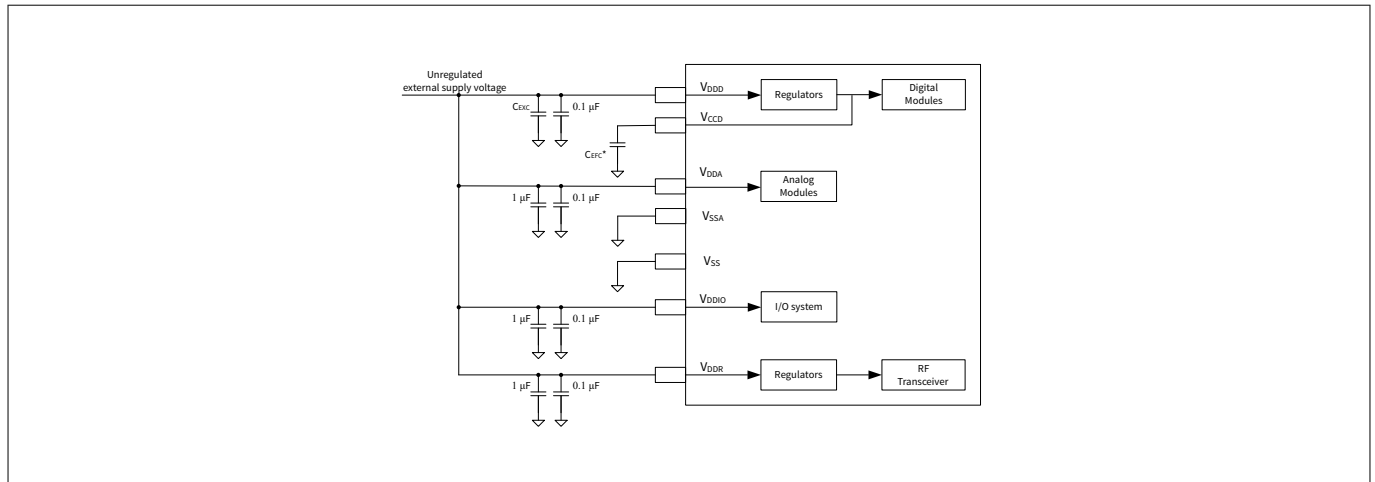 Unregulated
external supply voltage
CEXC
0.1 µF
VDDD
Regulators
Digital
Modules
VCCD
CEFC*
VDDA
Analog
Modules
1 µF
0.1 µF
VSSA
VSS
VDDIO
I/O system
1 µF
0.1 µF
VDDR
Regulators
RF
Transceiver
1 µF
0.1 µF